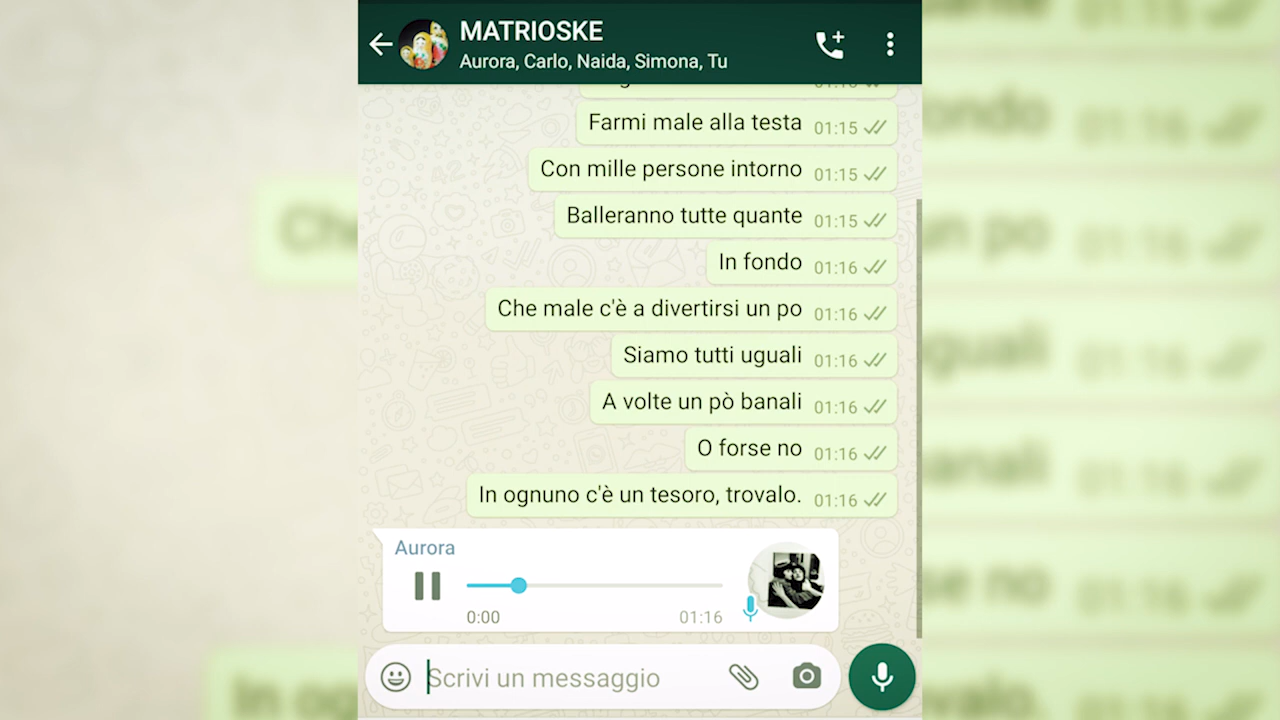 MATRIOSKE
Aurora, Carlo, Naida, Simona, Tu
Farmi male alla testa 01:15
Con mille persone intorno 01:15
Balleranno tutte quante 01:15
In fondo 01:16
Che male c'è a divertirsi un po 01:16
Siamo tutti uguali 01:16
A volte un pò banali 01:16
O forse no 01:16
In ognuno c'è un tesoro, trovalo. 01:16
Aurora
0:00 01:16
Scrivi un messaggio